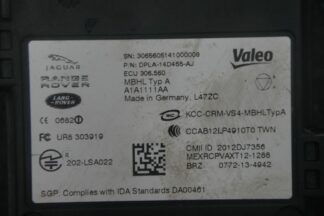 SN: 3065605141000009
P/N: DPLA-14D465-AJ
ECU 306.560
MBHL Typ A
A1A1111AA
Made in Germany, L47ZC
Valeo
JAGUAR
RANGE
ROVER
LAND-
ROVER
0682
UR5 303919
202-LSA022
KCC-CRM-VS4-MBHLTypA
CCAB12LP4910T0 TWN
CMII ID 2012DJ7356
MEXRCPVAXT12-1288
BRZ: 0772-13-4942
SGP: Complies with IDA Standards DA00461